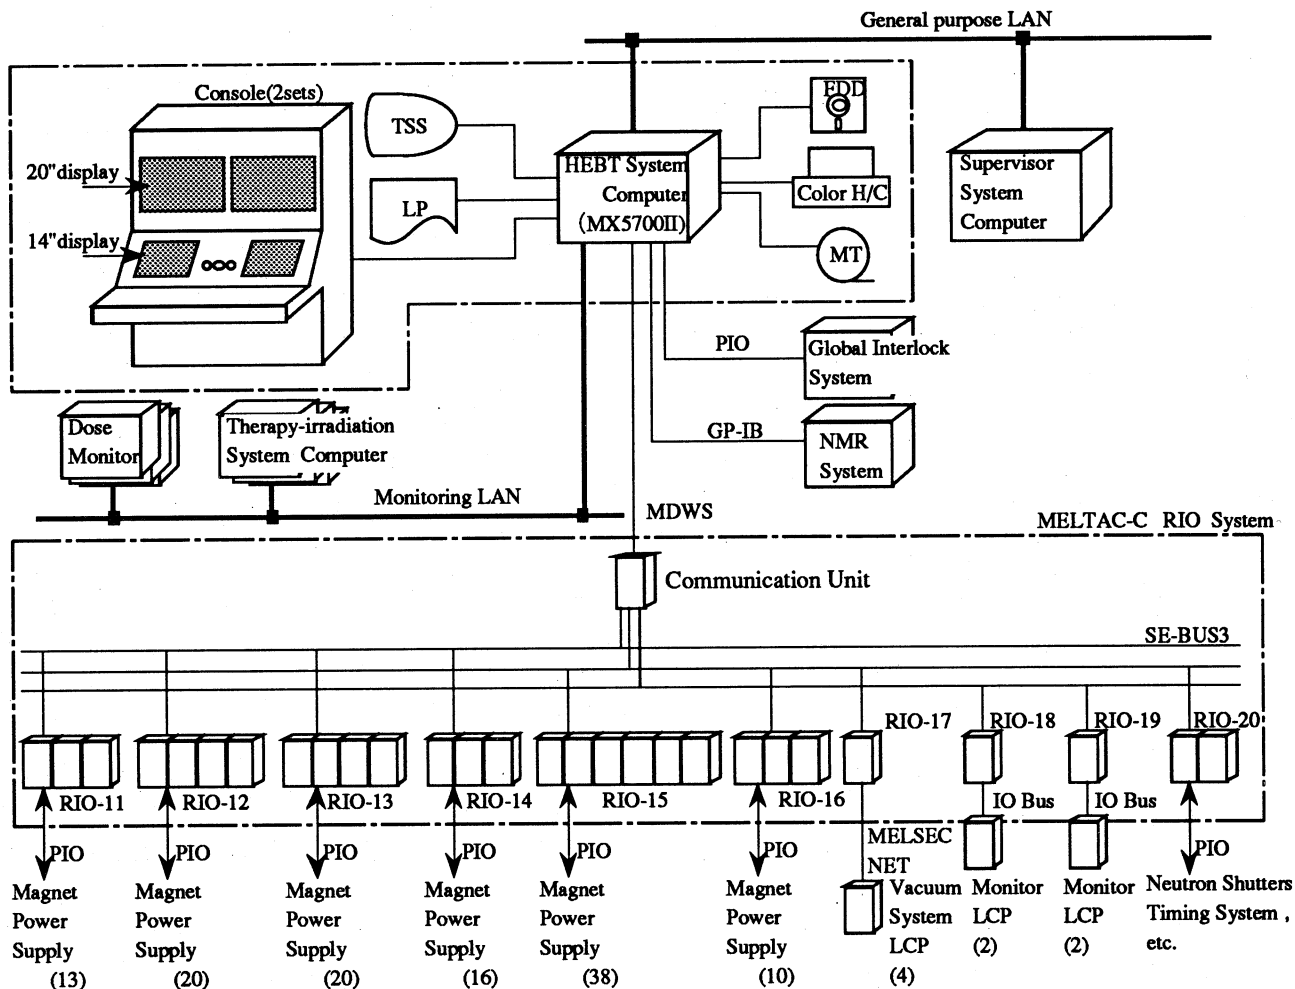 General purpose LAN
Console(2sets)
20"display
14"display
TSS
LP
HEBT System
Computer
(MX5700II)
FDD
Color H/C
MT
Supervisor
System
Computer
PIO
Global Interlock
System
GP-IB
NMR
System
Dose
Monitor
Therapy-irradiation
System Computer
Monitoring LAN
MDWS
MELTAC-C RIO System
Communication Unit
SE-BUS3
RIO-11
RIO-12
RIO-13
RIO-14
RIO-15
RIO-16
RIO-17
RIO-18
RIO-19
RIO-20
IO Bus
IO Bus
PIO
PIO
PIO
PIO
PIO
PIO
MELSEC
NET
PIO
Magnet
Power
Supply
(13)
Magnet
Power
Supply
(20)
Magnet
Power
Supply
(20)
Magnet
Power
Supply
(16)
Magnet
Power
Supply
(38)
Magnet
Power
Supply
(10)
Vacuum
System
LCP
(4)
Monitor
LCP
(2)
Monitor
LCP
(2)
Neutron Shutters
Timing System ,
etc.